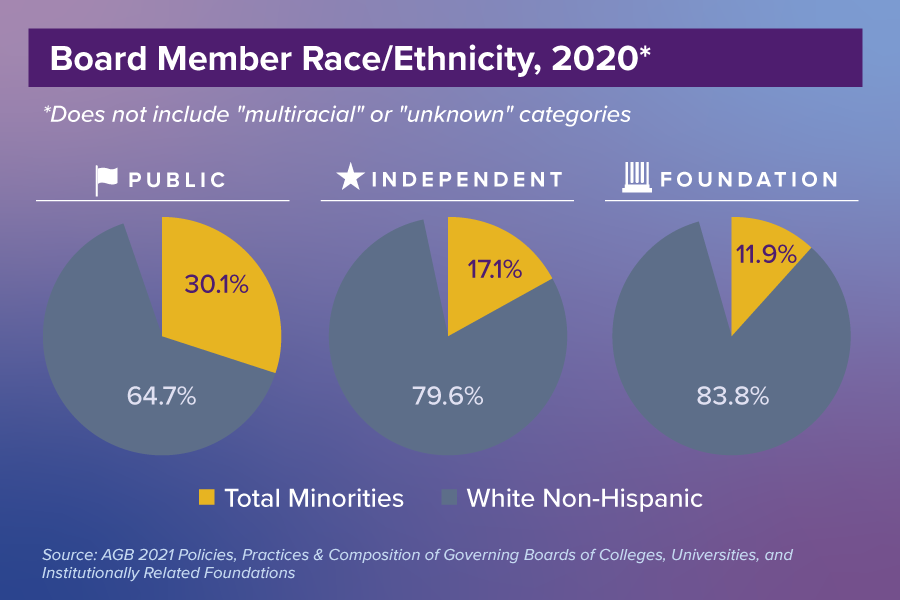 Board Member Race/Ethnicity, 2020*
*Does not include "multiracial" or "unknown" categories
PUBLIC
INDEPENDENT
FOUNDATION
30.1%
64.7%
17.1%
79.6%
11.9%
83.8%
Total Minorities
White Non-Hispanic
Source: AGB 2021 Policies, Practices & Composition of Governing Boards of Colleges, Universities, and
Institutionally Related Foundations